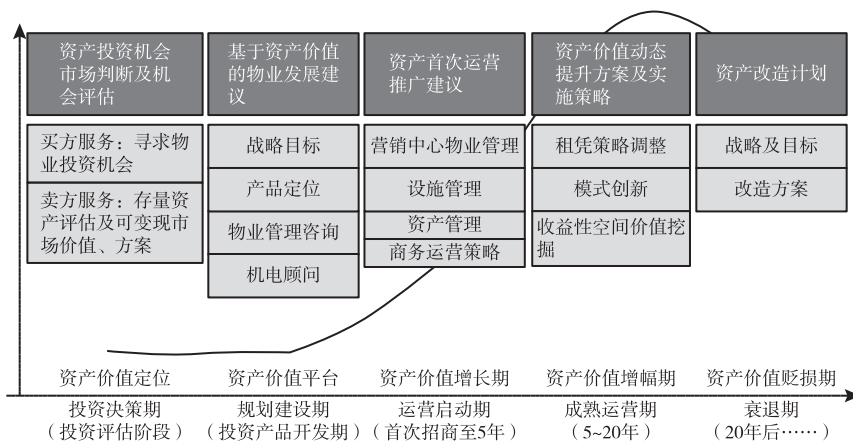 资产投资机会
市场判断及机
会评估
基于资产价值
的物业发展建
议
资产首次运营
推广建议
资产价值动态
提升方案及实
施策略
资产改造计划
买方服务：寻求物
业投资机会
卖方服务：存量资
产评估及可变现市
场价值、方案
战略目标
产品定位
物业管理咨询
机电顾问
营销中心物业管理
设施管理
资产管理
商务运营策略
租凭策略调整
模式创新
收益性空间价值挖
掘
战略及目标
改造方案
资产价值定位
资产价值平台
资产价值增长期
资产价值增幅期
资产价值贬损期
投资决策期
（投资评估阶段）
规划建设期
（投资产品开发期）
运营启动期
（首次招商至5年）
成熟运营期
（5~20年）
衰退期
（20年后……）